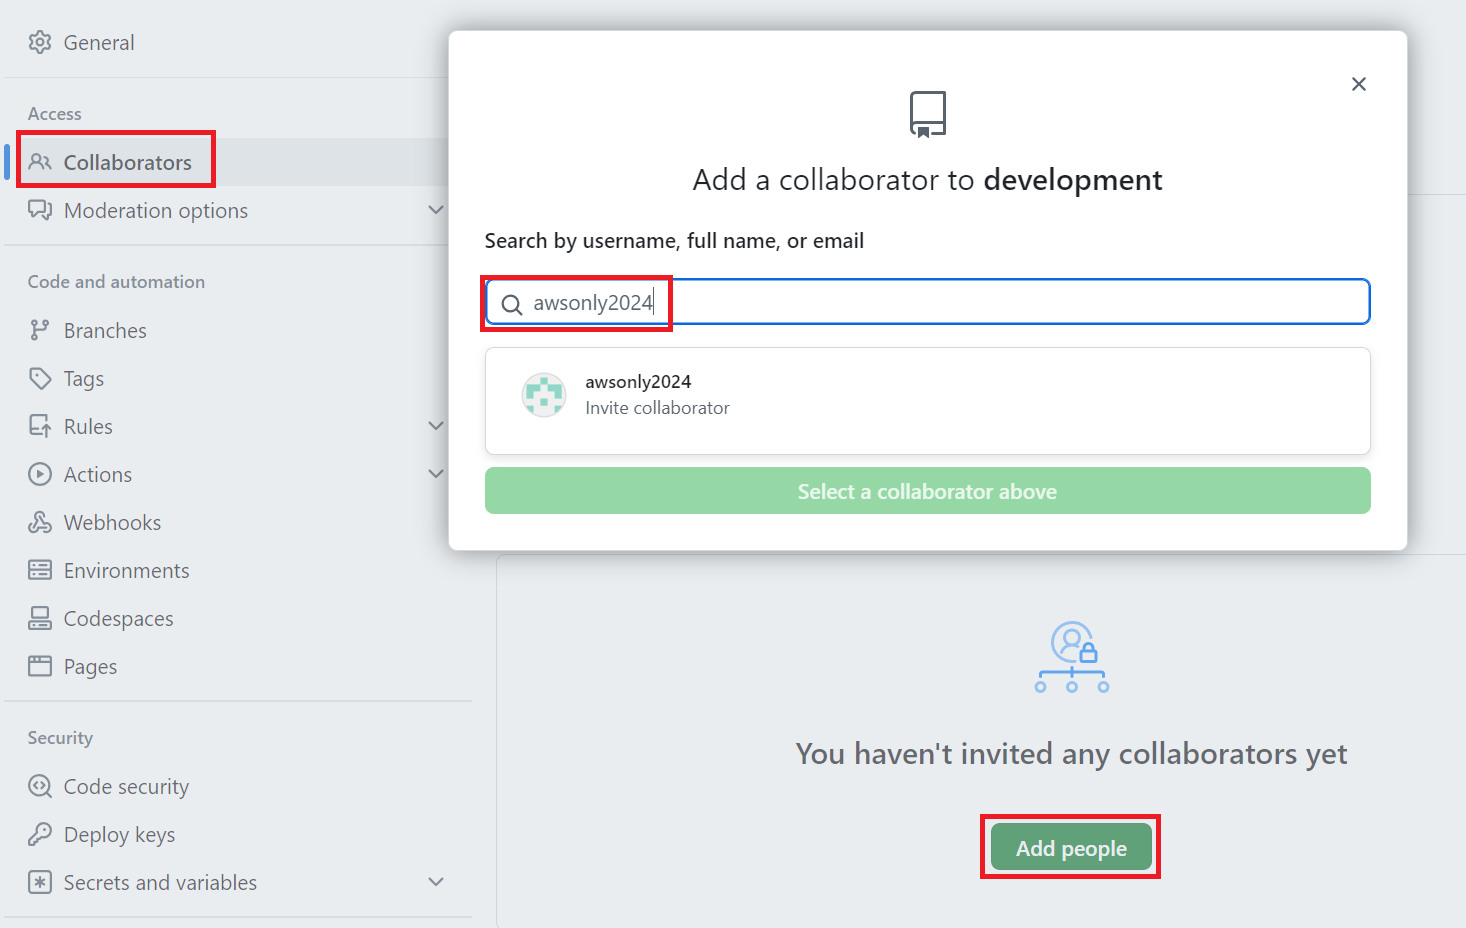 General
Access
Collaborators
Moderation options
Code and automation
Branches
Tags
Rules
Actions
Webhooks
Environments
Codespaces
Pages
Security
Code security
Deploy keys
Secrets and variables
Add a collaborator to development
Search by username, full name, or email
awsonly2024
awsonly2024
Invite collaborator
Select a collaborator above
You haven't invited any collaborators yet
Add people